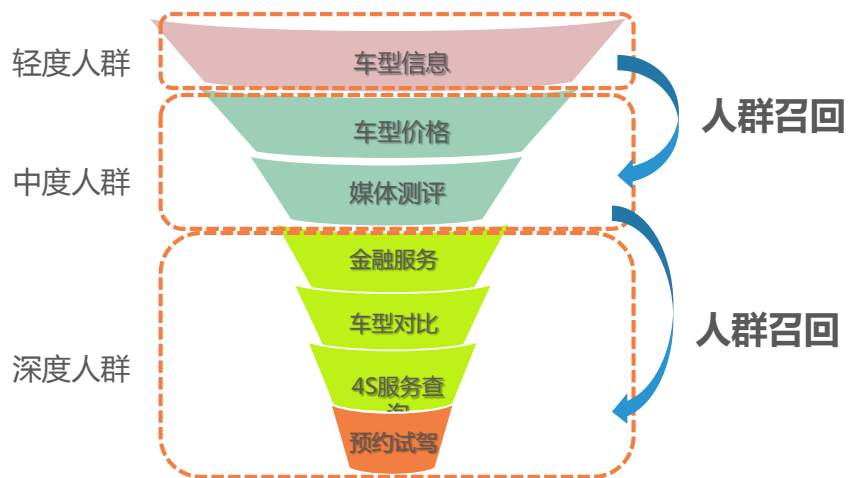 轻度人群
车型信息
人群召回
车型价格
中度人群
媒体测评
金融服务
人群召回
车型对比
深度人群
4S服务查
询
预约试驾